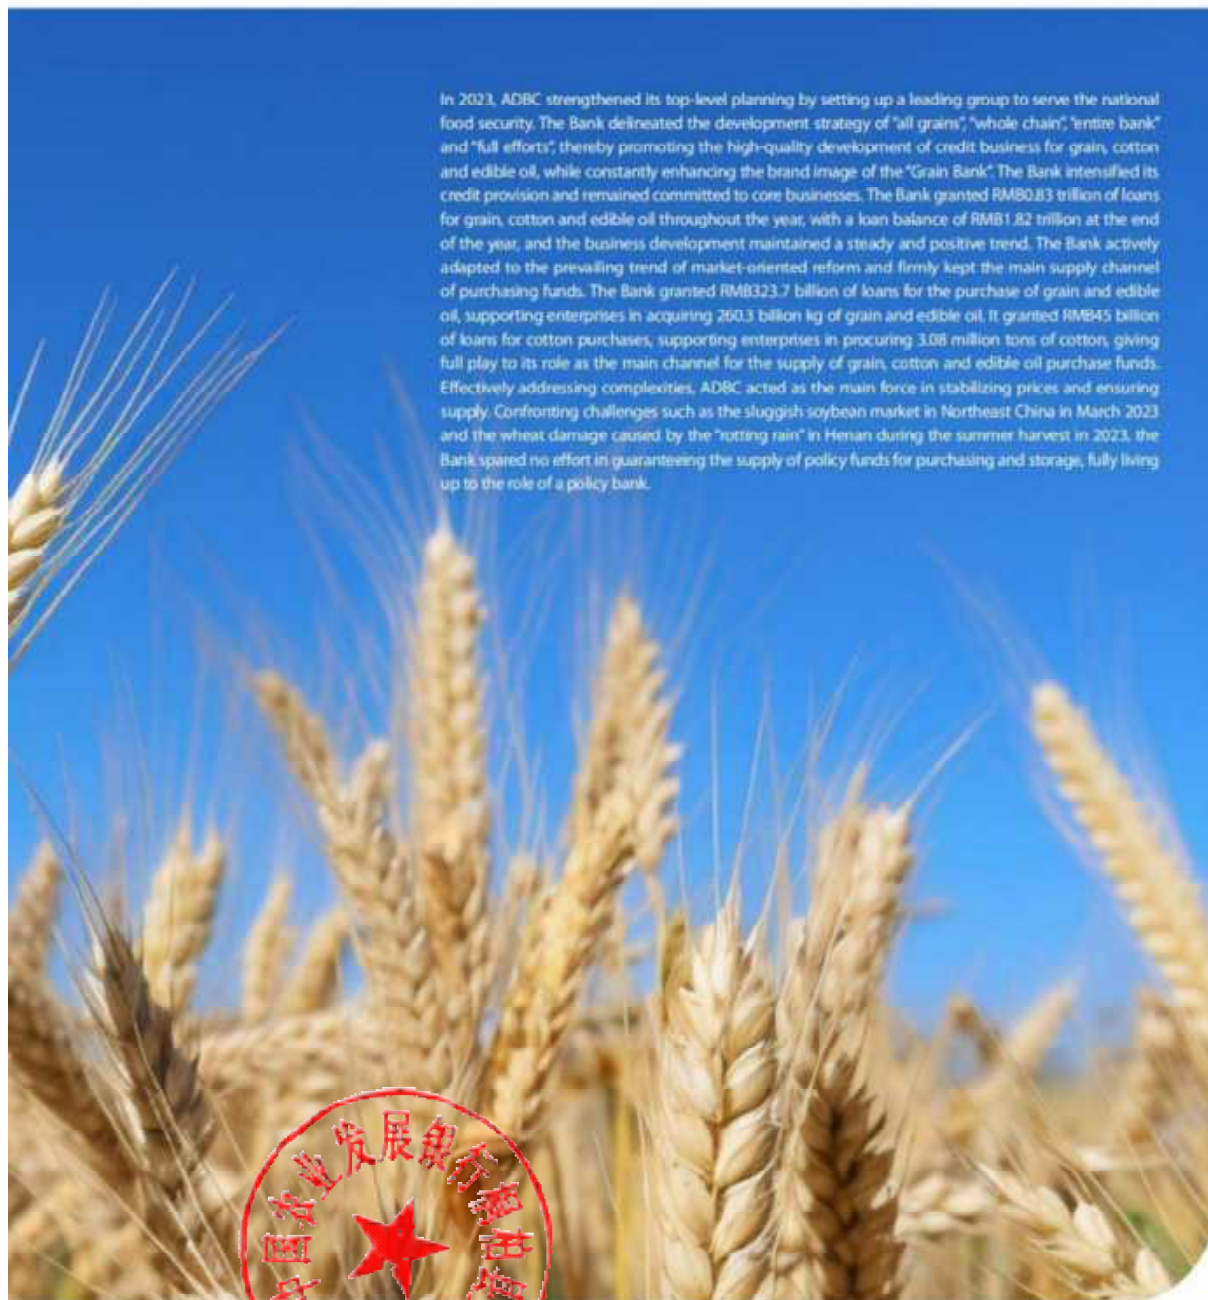 In 2023, ADBC strengthened its top-level planning by setting up a leading group to serve the national
food security. The Bank delineated the development strategy of "all grains", "whole chain", "entire bank"
and "full efforts", thereby promoting the high-quality development of credit business for grain, cotton
and edible oil, while constantly enhancing the brand image of the "Grain Bank". The Bank intensified its
credit provision and remained committed to core businesses. The Bank granted RMB0.83 trillion of loans
for grain, cotton and edible oil throughout the year, with a loan balance of RMB1.82 trillion at the end
of the year, and the business development maintained a steady and positive trend. The Bank actively
adapted to the prevailing trend of market-oriented reform and firmly kept the main supply channel
of purchasing funds. The Bank granted RMB323.7 billion of loans for the purchase of grain and edible
oil, supporting enterprises in acquiring 260.3 billion kg of grain and edible oil. It granted RMB45 billion
of loans for cotton purchases, supporting enterprises in procuring 3.08 million tons of cotton, giving
full play to its role as the main channel for the supply of grain, cotton and edible oil purchase funds.
Effectively addressing complexities, ADBC acted as the main force in stabilizing prices and ensuring
supply. Confronting challenges such as the sluggish soybean market in Northeast China in March 2023
and the wheat damage caused by the "rotting rain" in Henan during the summer harvest in 2023, the
Bank spared no effort in guaranteeing the supply of policy funds for purchasing and storage, fully living
up to the role of a policy bank.
中国农业发展银行